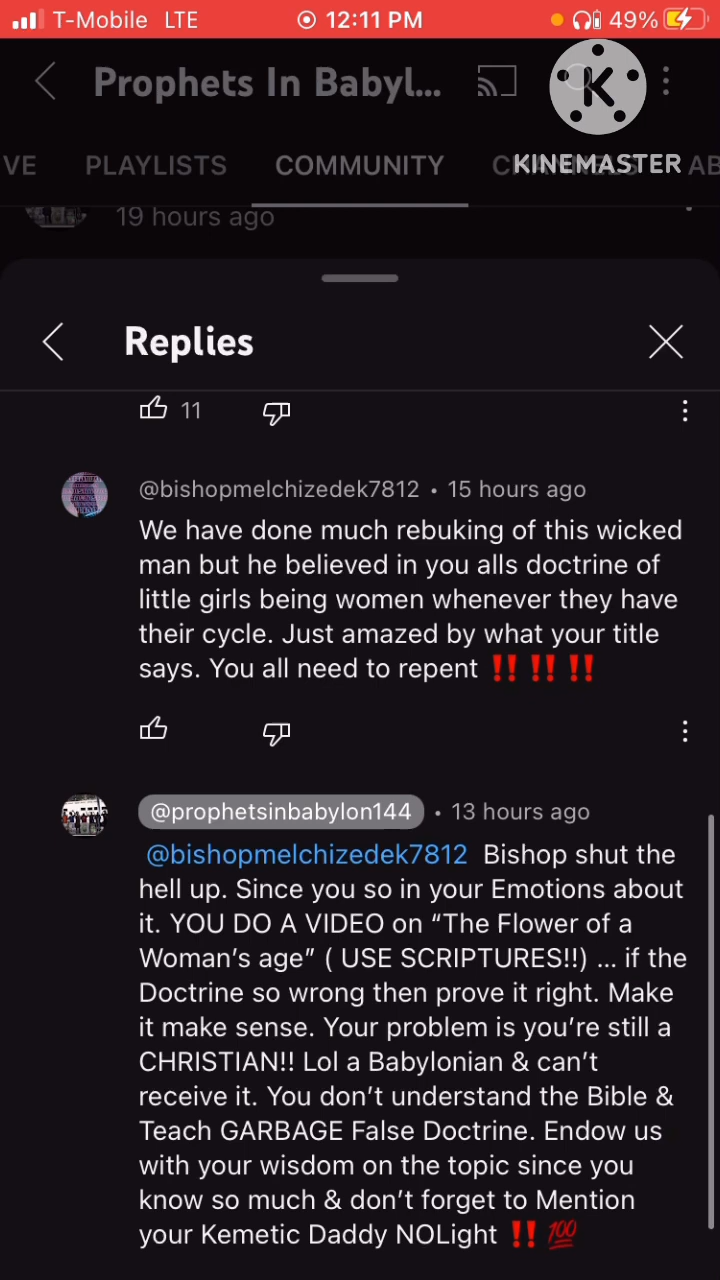 T-Mobile LTE 12:11 PM 49%
Prophets In Babyl...
K
KINEMASTER
VE PLAYLISTS COMMUNITY CHANNELS AB
19 hours ago
Replies
11
@bishopmelchizedek7812 • 15 hours ago
We have done much rebuking of this wicked
man but he believed in you alls doctrine of
little girls being women whenever they have
their cycle. Just amazed by what your title
says. You all need to repent ‼️ ‼️ ‼️
@prophetsinbabylon144 • 13 hours ago
@bishopmelchizedek7812 Bishop shut the
hell up. Since you so in your Emotions about
it. YOU DO A VIDEO on “The Flower of a
Woman’s age” ( USE SCRIPTURES!!) ... if the
Doctrine so wrong then prove it right. Make
it make sense. Your problem is you’re still a
CHRISTIAN!! Lol a Babylonian & can’t
receive it. You don’t understand the Bible &
Teach GARBAGE False Doctrine. Endow us
with your wisdom on the topic since you
know so much & don’t forget to Mention
your Kemetic Daddy NOLight ‼️ 💯